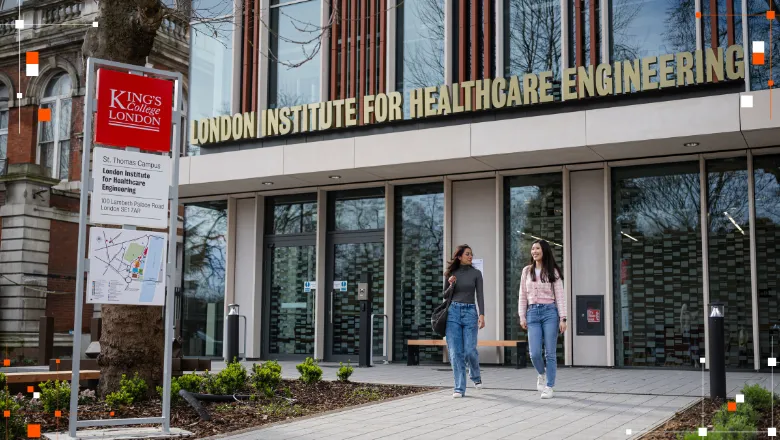 LONDON INSTITUTE FOR HEALTHCARE ENGINEERING
KING'S
College
LONDON
St. Thomas Campus
London Institute
for Healthcare
Engineering
100 Lambeth Palace Road
London SE1 7AR